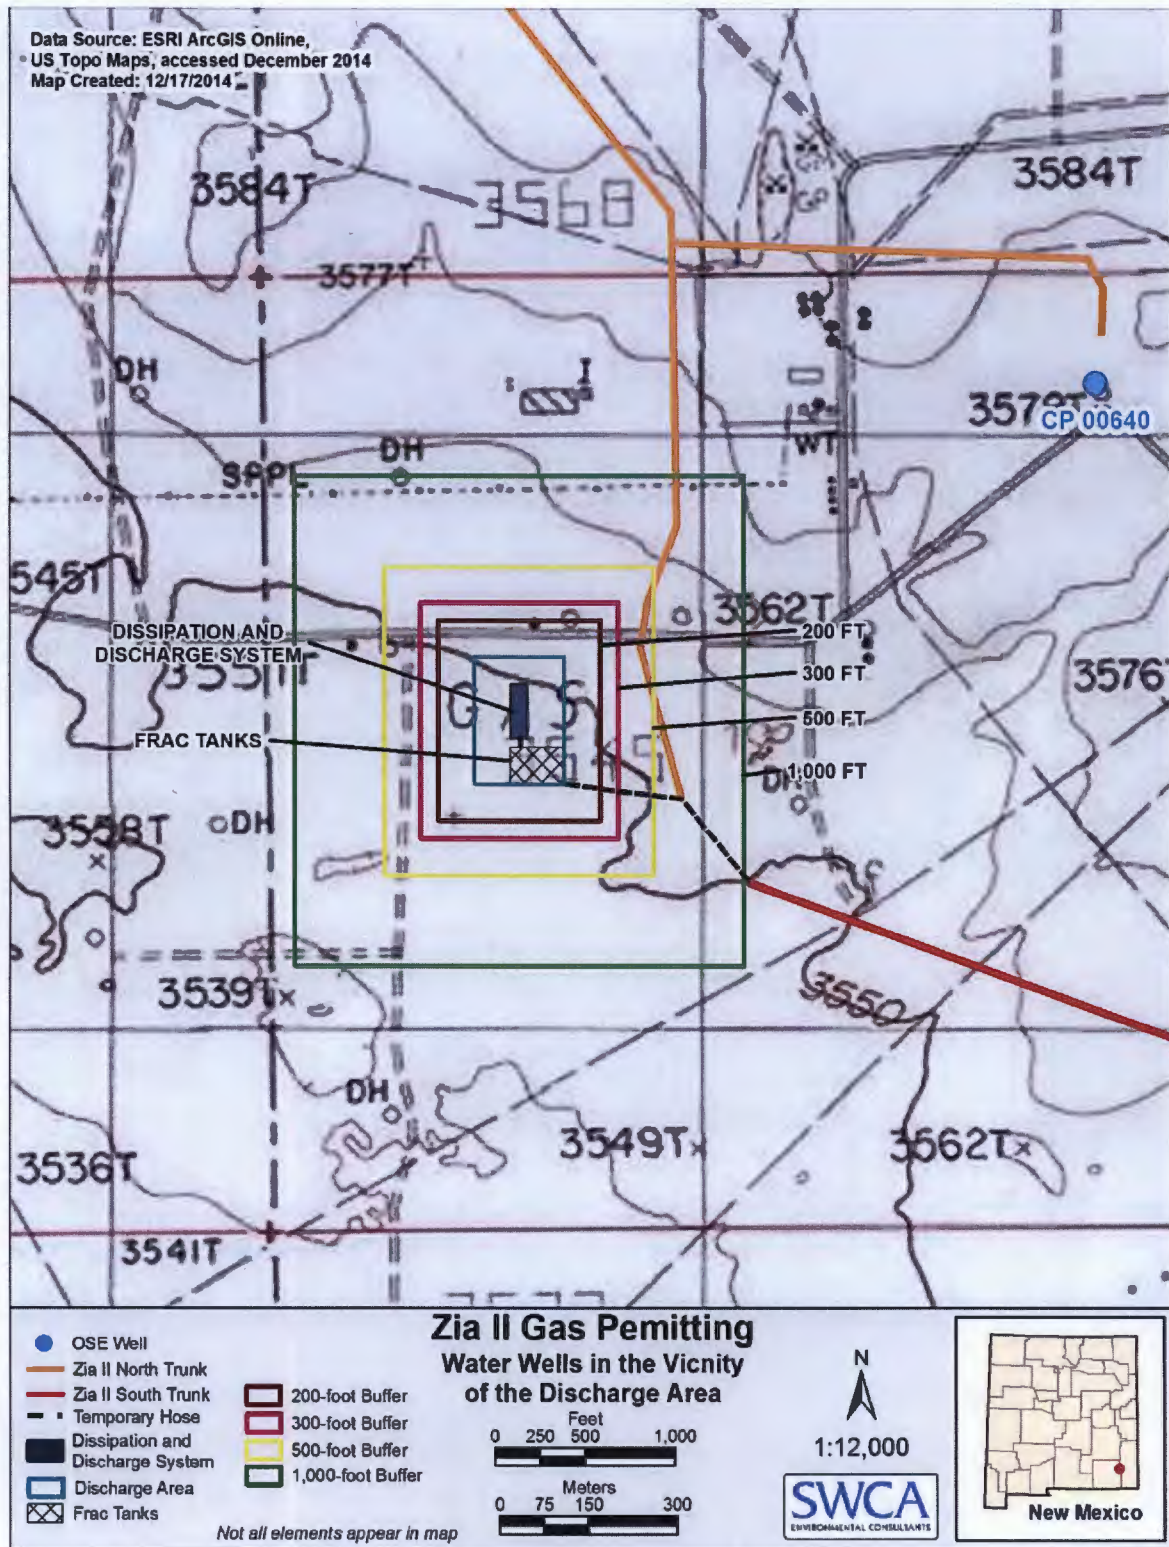 Data Source: ESRI ArcGIS Online,
US Topo Maps, accessed December 2014
Map Created: 12/17/2014
3584T
3568
GP
3584T
3577T
DH
CP 00640
WT
DH
545T
3562T
DISSIPATION AND
DISCHARGE SYSTEM
200 FT
300 FT
3576T
500 FT
FRAC TANKS
1,000 FT
DH
3558T
DH
3539T
3550
DH
3549T
3562T
3536T
3541T
Zia II Gas Pemitting
Water Wells in the Vicnity
of the Discharge Area
OSE Well
Zia II North Trunk
Zia II South Trunk
Temporary Hose
Dissipation and
Discharge System
Discharge Area
Frac Tanks
200-foot Buffer
300-foot Buffer
500-foot Buffer
1,000-foot Buffer
Not all elements appear in map
Feet
0 250 500 1,000
Meters
0 75 150 300
N
1:12,000
SWCA
ENVIRONMENTAL CONSULTANTS
New Mexico